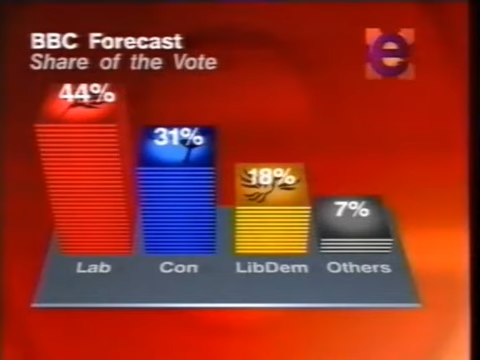 BBC Forecast
Share of the Vote
e
44%
31%
18%
7%
Lab Con LibDem Others